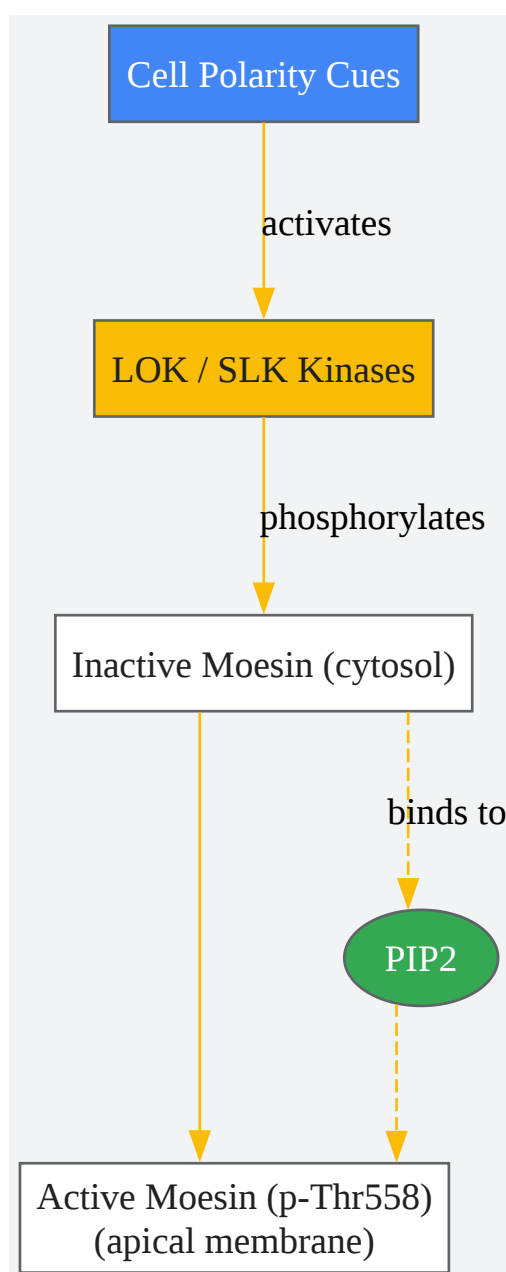 Cell Polarity Cues
activates
LOK / SLK Kinases
phosphorylates
Inactive Moesin (cytosol)
binds to
PIP2
Active Moesin (p-Thr558)
(apical membrane)